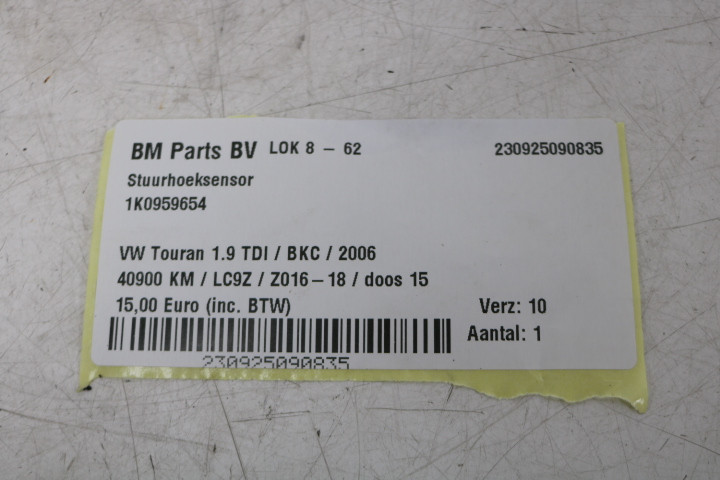 BM Parts BV LOK 8 - 62 230925090835
Stuurhoeksensor
1K0959654
VW Touran 1.9 TDI / BKC / 2006
40900 KM / LC9Z / Z016-18 / doos 15
15,00 Euro (inc. BTW) Verz: 10
Aantal: 1
230925090835